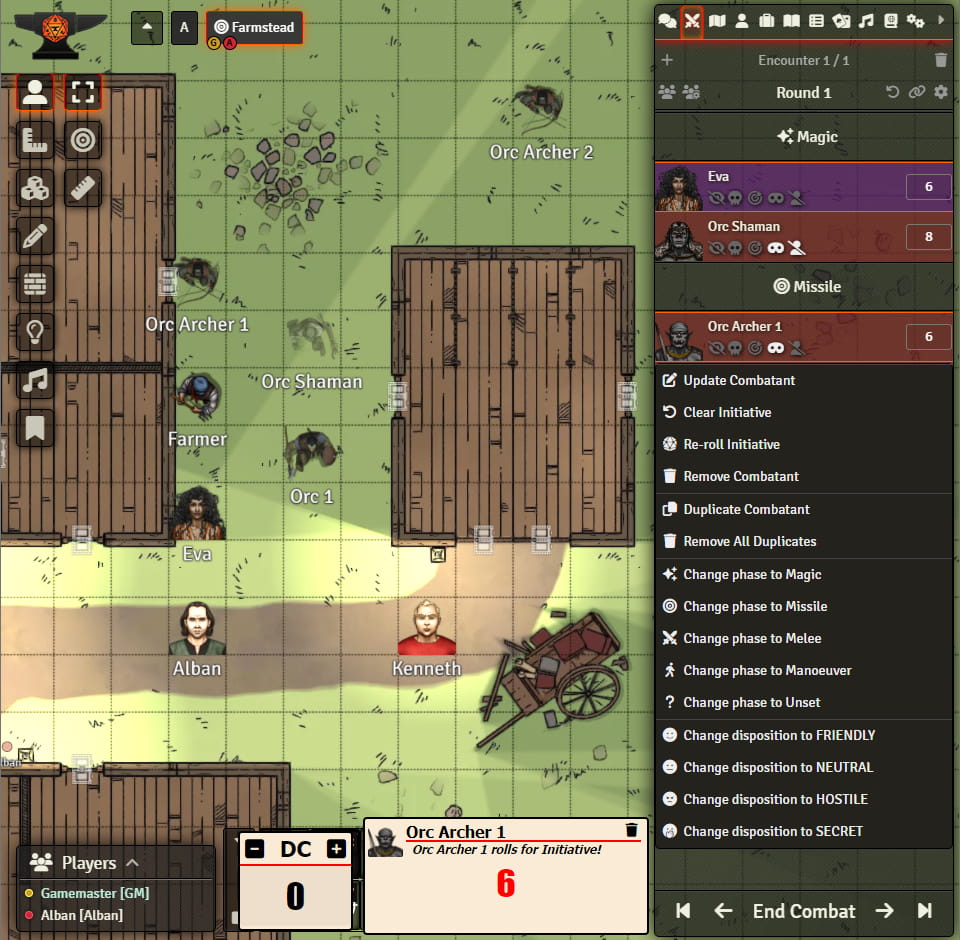 A
Farmstead
G A
Orc Archer 2
Orc Archer 1
Orc Shaman
Farmer
Orc 1
Eva
Alban
Kenneth
lban
Players
Gamemaster [GM]
Alban [Alban]
DC
0
Orc Archer 1
Orc Archer 1 rolls for Initiative!
6
Encounter 1 / 1
Round 1
Magic
Eva
6
Orc Shaman
8
Missile
Orc Archer 1
6
Update Combatant
Clear Initiative
Re-roll Initiative
Remove Combatant
Duplicate Combatant
Remove All Duplicates
Change phase to Magic
Change phase to Missile
Change phase to Melee
Change phase to Manoeuver
? Change phase to Unset
Change disposition to FRIENDLY
Change disposition to NEUTRAL
Change disposition to HOSTILE
Change disposition to SECRET
End Combat